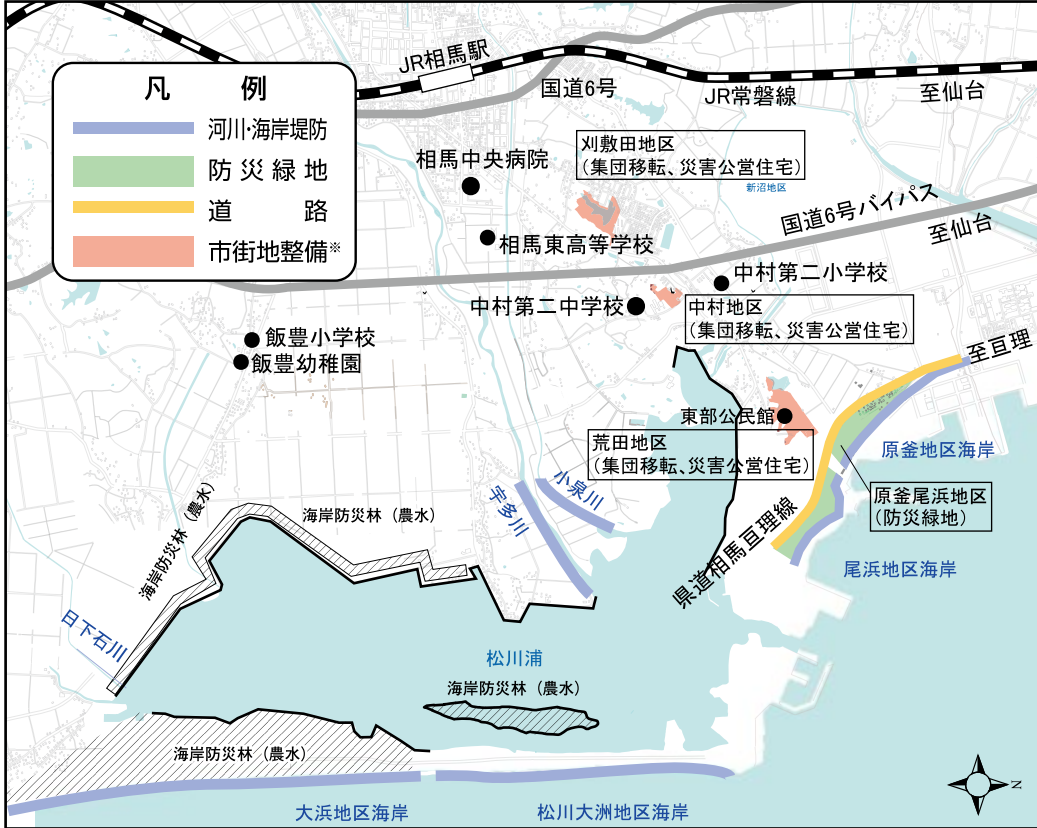 凡例
河川・海岸堤防
防災緑地
道路
市街地整備※
JR相馬駅
国道6号
JR常磐線
至仙台
相馬中央病院
刈敷田地区
(集団移転、災害公営住宅)
新沼地区
国道6号バイパス
至仙台
相馬東高等学校
中村第二小学校
中村第二中学校
中村地区
(集団移転、災害公営住宅)
飯豊小学校
飯豊幼稚園
至亘理
東部公民館
荒田地区
(集団移転、災害公営住宅)
原釜地区海岸
原釜尾浜地区
(防災緑地)
県道相馬亘理線
尾浜地区海岸
小泉川
宇多川
海岸防災林(農水)
海岸防災林(農水)
日下石川
松川浦
海岸防災林(農水)
海岸防災林(農水)
大浜地区海岸
松川大洲地区海岸
N